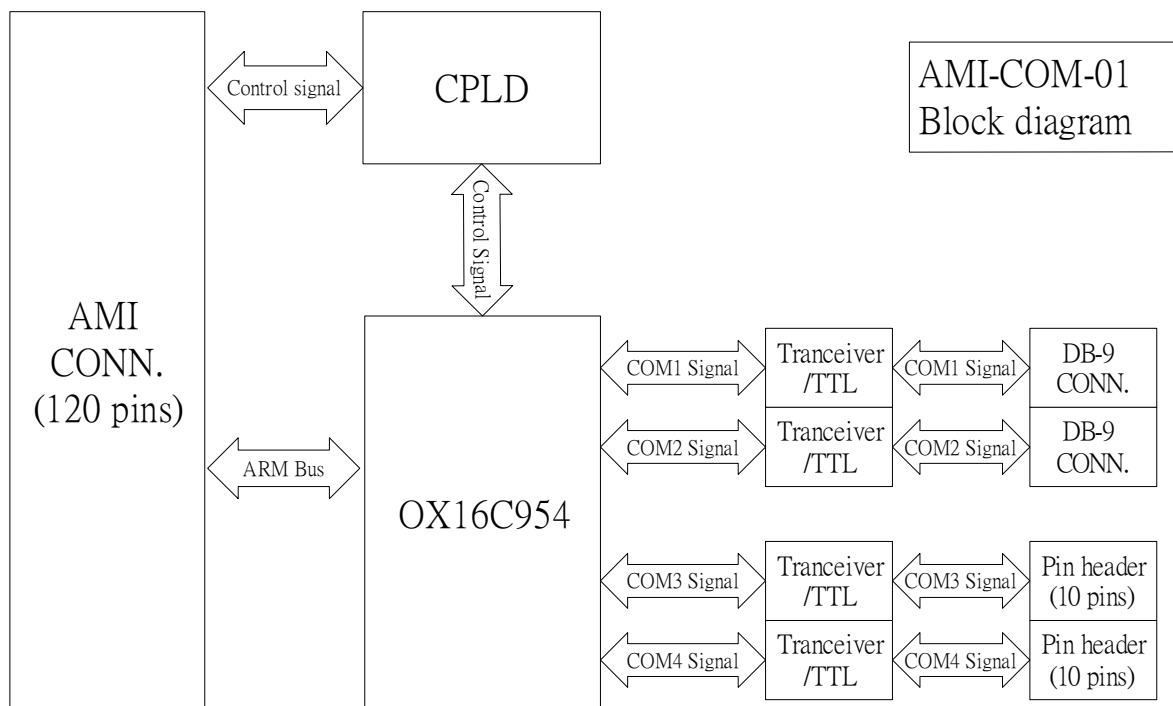 AMI-COM-01
Block diagram
Control signal
CPLD
Control Signal
AMI
CONN.
(120 pins)
ARM Bus
OX16C954
COM1 Signal
Tranceiver
/TTL
COM1 Signal
DB-9
CONN.
COM2 Signal
Tranceiver
/TTL
COM2 Signal
DB-9
CONN.
COM3 Signal
Tranceiver
/TTL
COM3 Signal
Pin header
(10 pins)
COM4 Signal
Tranceiver
/TTL
COM4 Signal
Pin header
(10 pins)